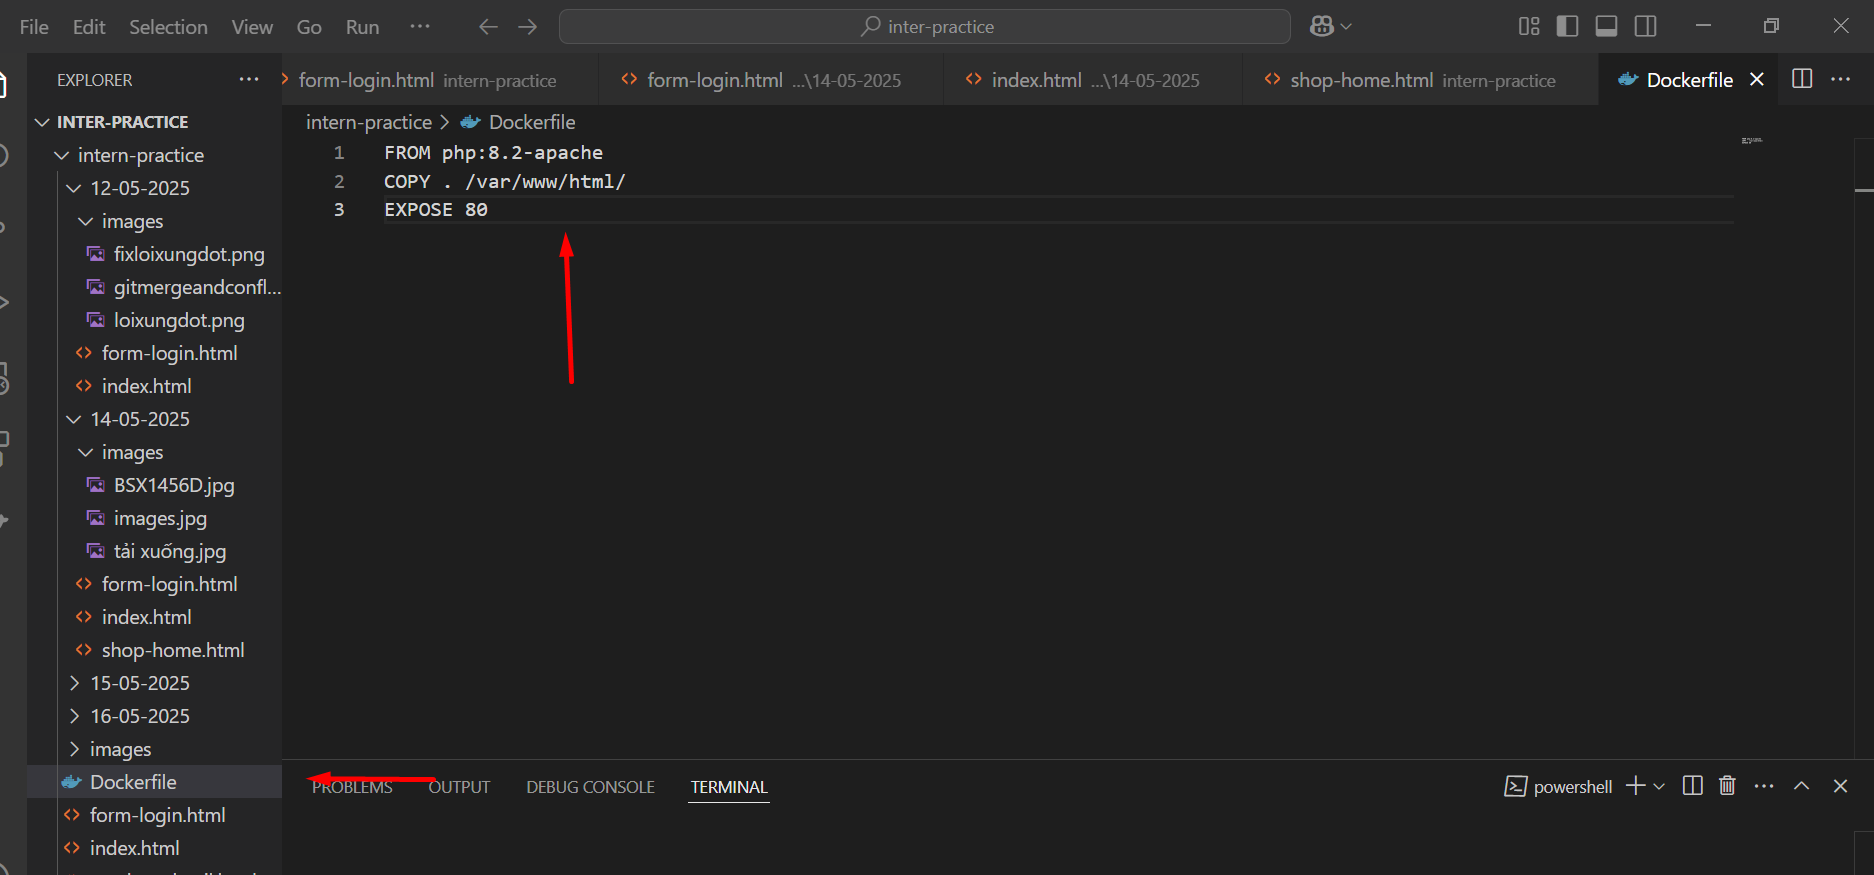 File Edit Selection View Go Run ···
inter-practice
EXPLORER ···
form-login.html intern-practice
form-login.html ...\14-05-2025
index.html ...\14-05-2025
shop-home.html intern-practice
Dockerfile
···
INTER-PRACTICE
intern-practice
12-05-2025
images
fixloixungdot.png
gitmergeandconfl...
loixungdot.png
form-login.html
index.html
14-05-2025
images
BSX1456D.jpg
images.jpg
tải xuống.jpg
form-login.html
index.html
shop-home.html
15-05-2025
16-05-2025
images
Dockerfile
form-login.html
index.html
intern-practice > Dockerfile
1 FROM php:8.2-apache
2 COPY . /var/www/html/
3 EXPOSE 80
PROBLEMS OUTPUT DEBUG CONSOLE TERMINAL
powershell
···